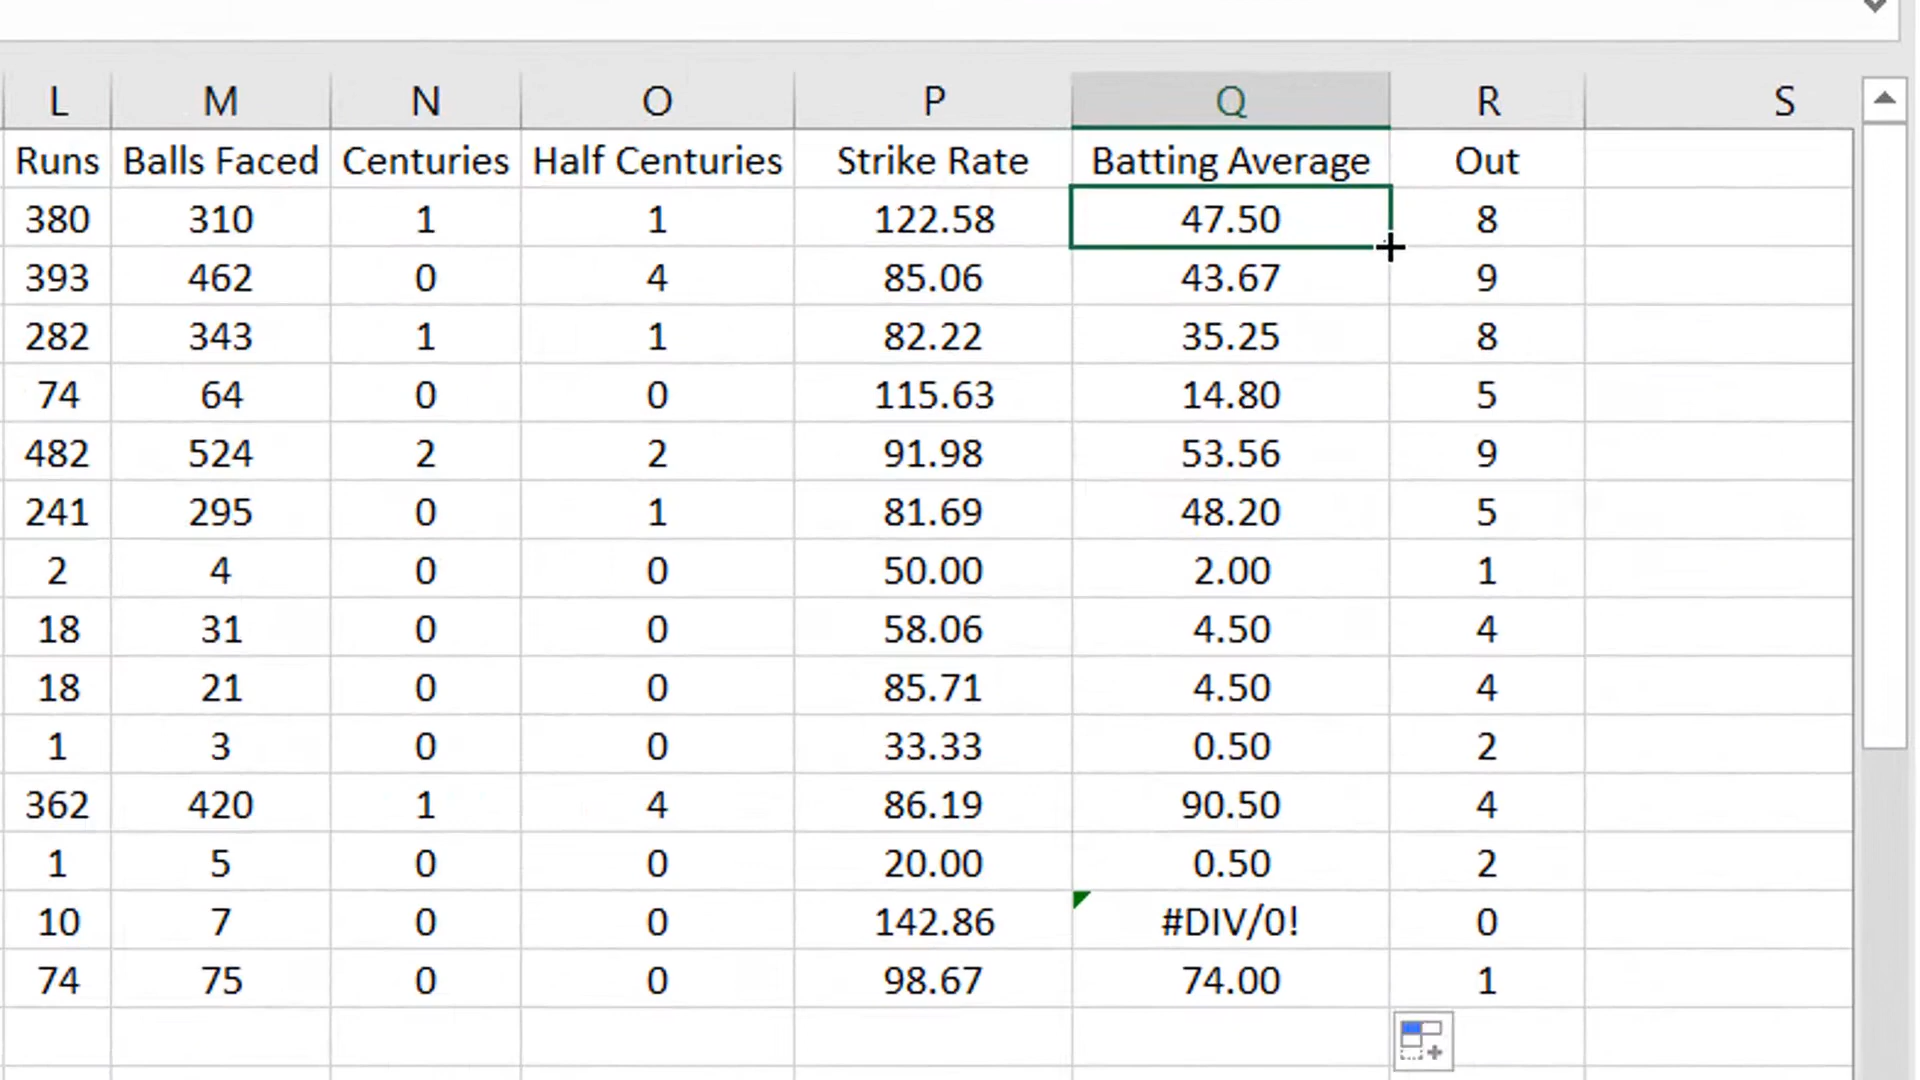 L M N O P Q R S
Runs Balls Faced Centuries Half Centuries Strike Rate Batting Average Out
380 310 1 1 122.58 47.50 8
393 462 0 4 85.06 43.67 9
282 343 1 1 82.22 35.25 8
74 64 0 0 115.63 14.80 5
482 524 2 2 91.98 53.56 9
241 295 0 1 81.69 48.20 5
2 4 0 0 50.00 2.00 1
18 31 0 0 58.06 4.50 4
18 21 0 0 85.71 4.50 4
1 3 0 0 33.33 0.50 2
362 420 1 4 86.19 90.50 4
1 5 0 0 20.00 0.50 2
10 7 0 0 142.86 #DIV/0! 0
74 75 0 0 98.67 74.00 1